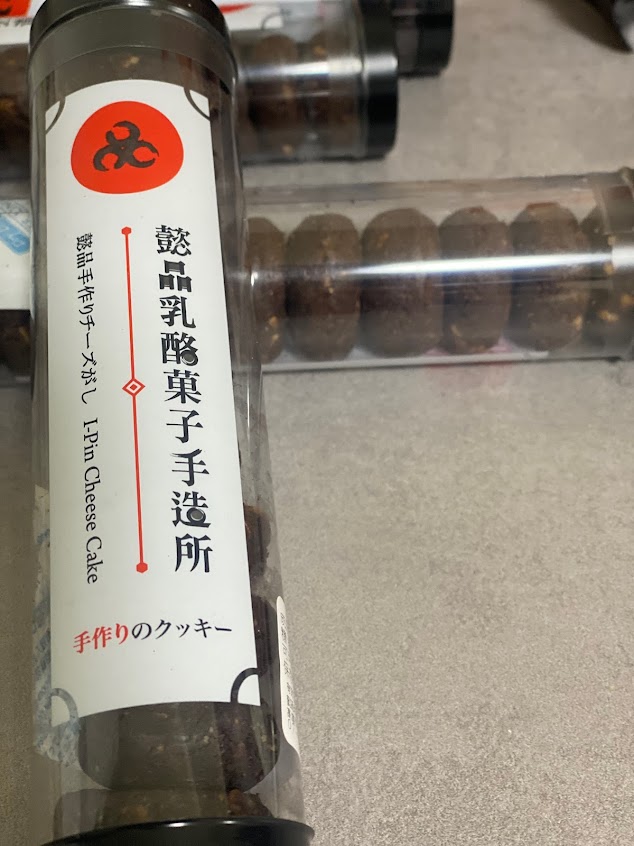 懿品乳酪菓子手造所
懿品手作りチーズがし I-Pin Cheese Cake
手作りのクッキー